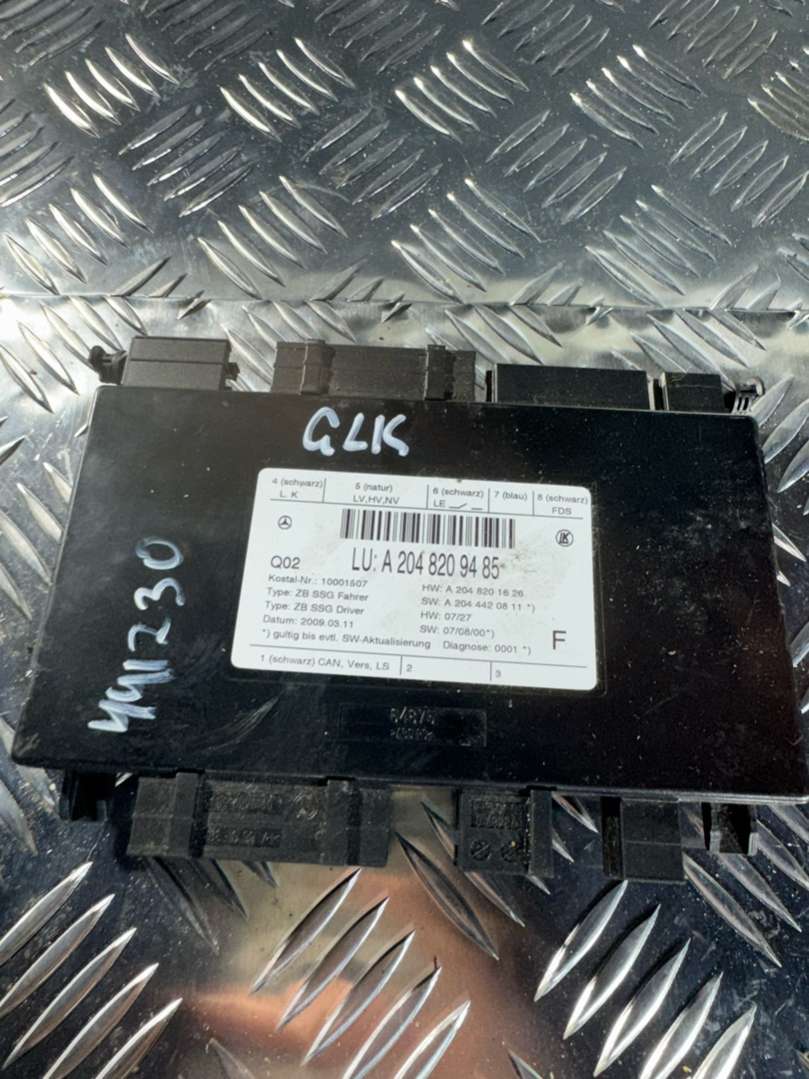 GLK
4 (schwarz) 5 (natur) 6 (schwarz) 7 (blau) 8 (schwarz)
L. K LV,HV,NV LE FDS
LU: A 204 820 94 85
Q02
Kostal-Nr.: 10001507 HW: A 204 820 16 26
Type: ZB SSG Fahrer SW: A 204 442 08 11 *)
Type: ZB SSG Driver HW: 07/27
Datum: 2009.03.11 SW: 07/08/00*)
*) gultig bis evtl. SW-Aktualisierung Diagnose: 0001 *)
F
1 (schwarz) CAN, Vers, LS 2 3
441230